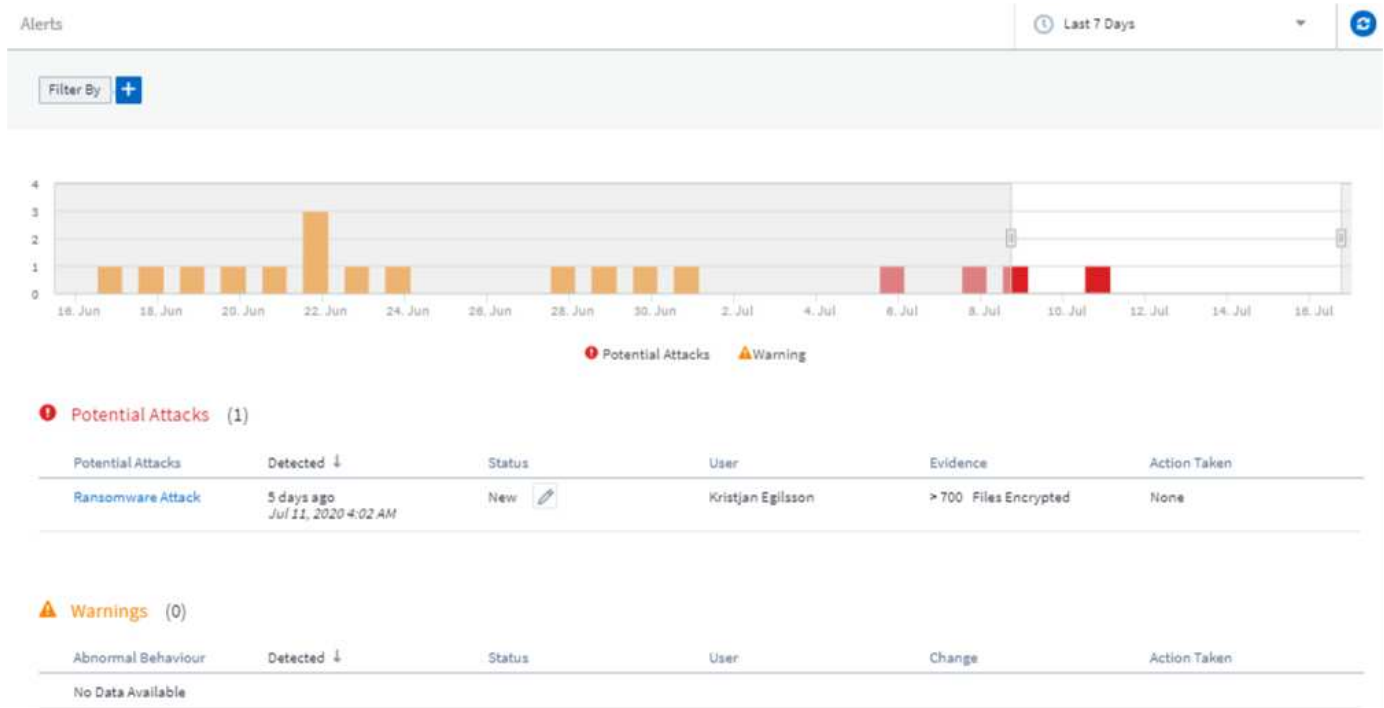 Alerts
Last 7 Days
Filter By +
4
3
2
1
0
16. Jun 18. Jun 20. Jun 22. Jun 24. Jun 26. Jun 28. Jun 30. Jun 2. Jul 4. Jul 6. Jul 8. Jul 10. Jul 12. Jul 14. Jul 16. Jul
Potential Attacks Warning
Potential Attacks (1)
Potential Attacks Detected ↓ Status User Evidence Action Taken
Ransomware Attack 5 days ago New Kristjan Egilsson > 700 Files Encrypted None
Jul 11, 2020 4:02 AM
Warnings (0)
Abnormal Behaviour Detected ↓ Status User Change Action Taken
No Data Available